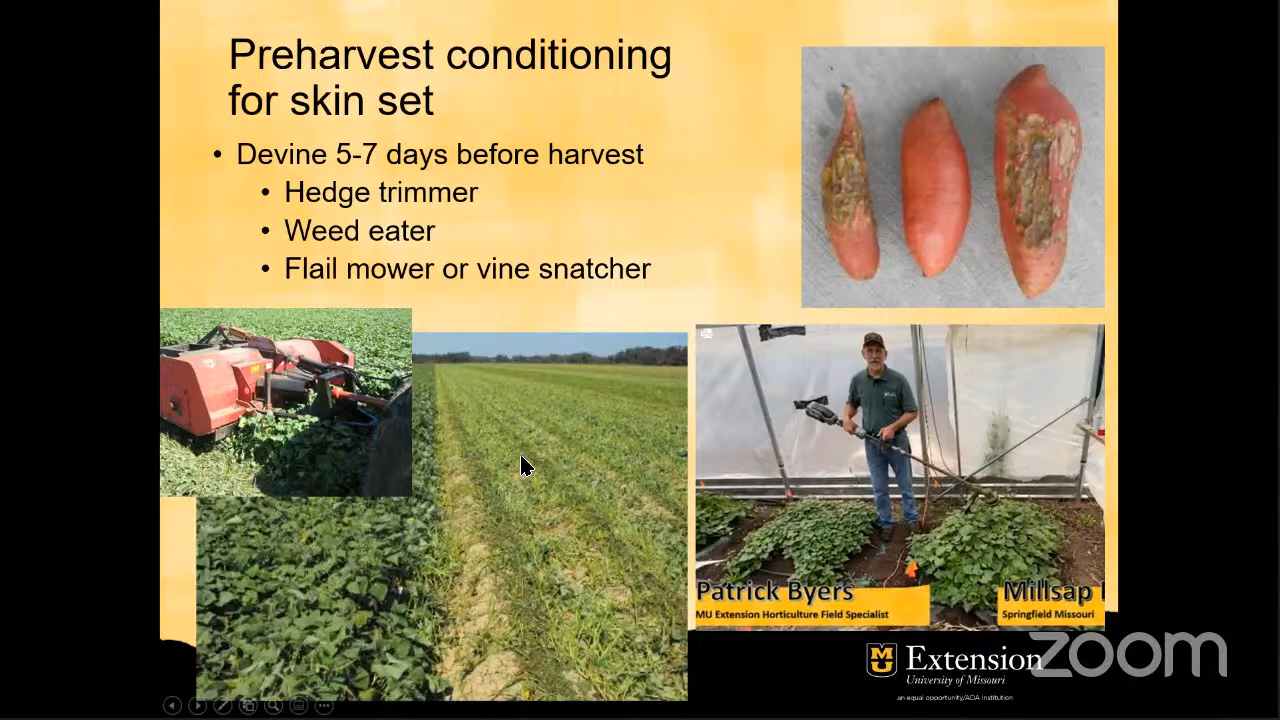 Preharvest conditioning
for skin set
• Devine 5-7 days before harvest
• Hedge trimmer
• Weed eater
• Flail mower or vine snatcher
Patrick Byers
MU Extension Horticulture Field Specialist
Millsap
Springfield Missouri
MU
Extension
University of Missouri
an equal opportunity/ADA institution
zoom